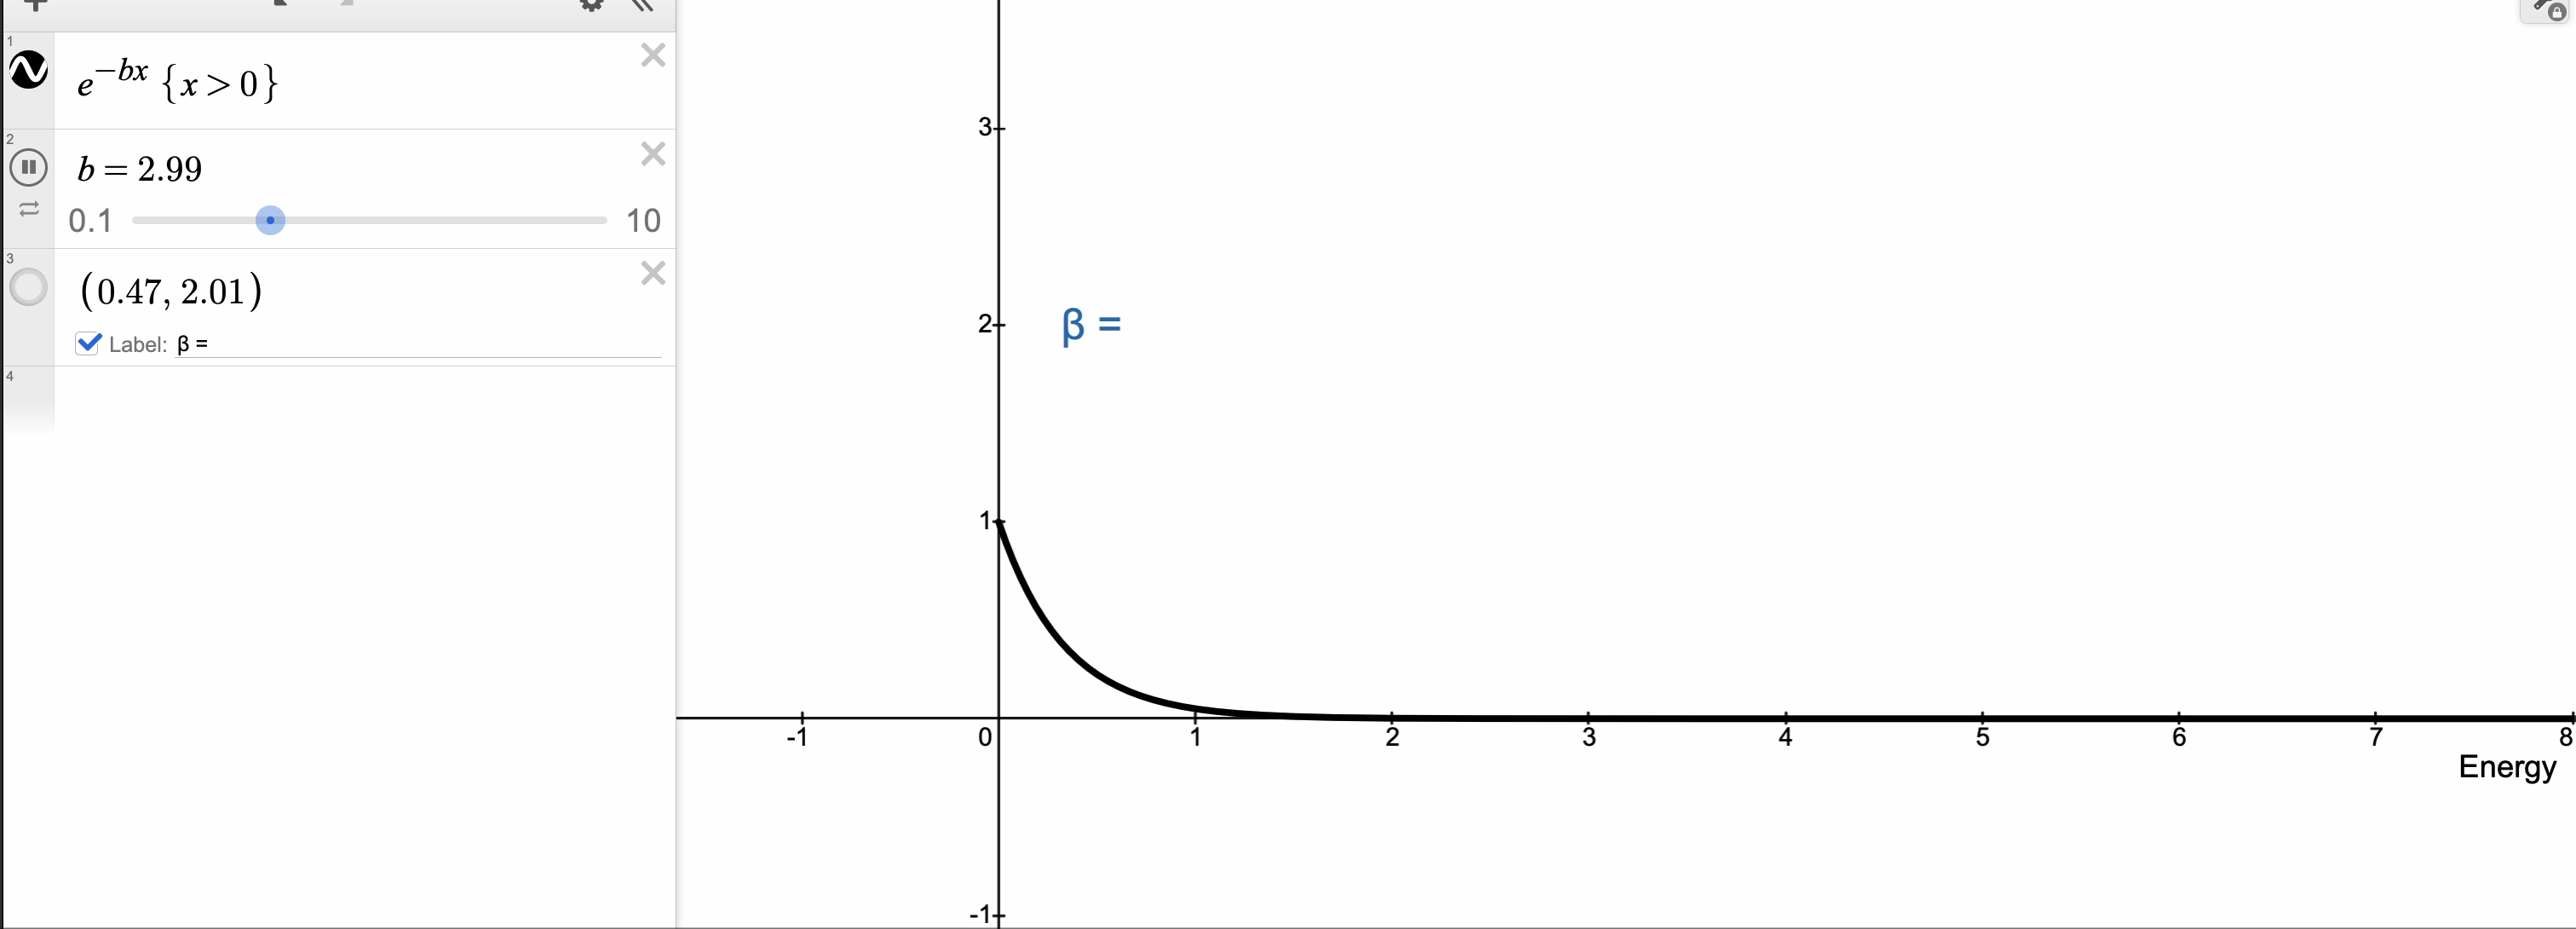 1
e^{-bx} {x > 0}
2
b = 2.99
0.1 10
3
(0.47, 2.01)
Label: β =
4
3
2
β =
1
-1 0 1 2 3 4 5 6 7 8
Energy
-1